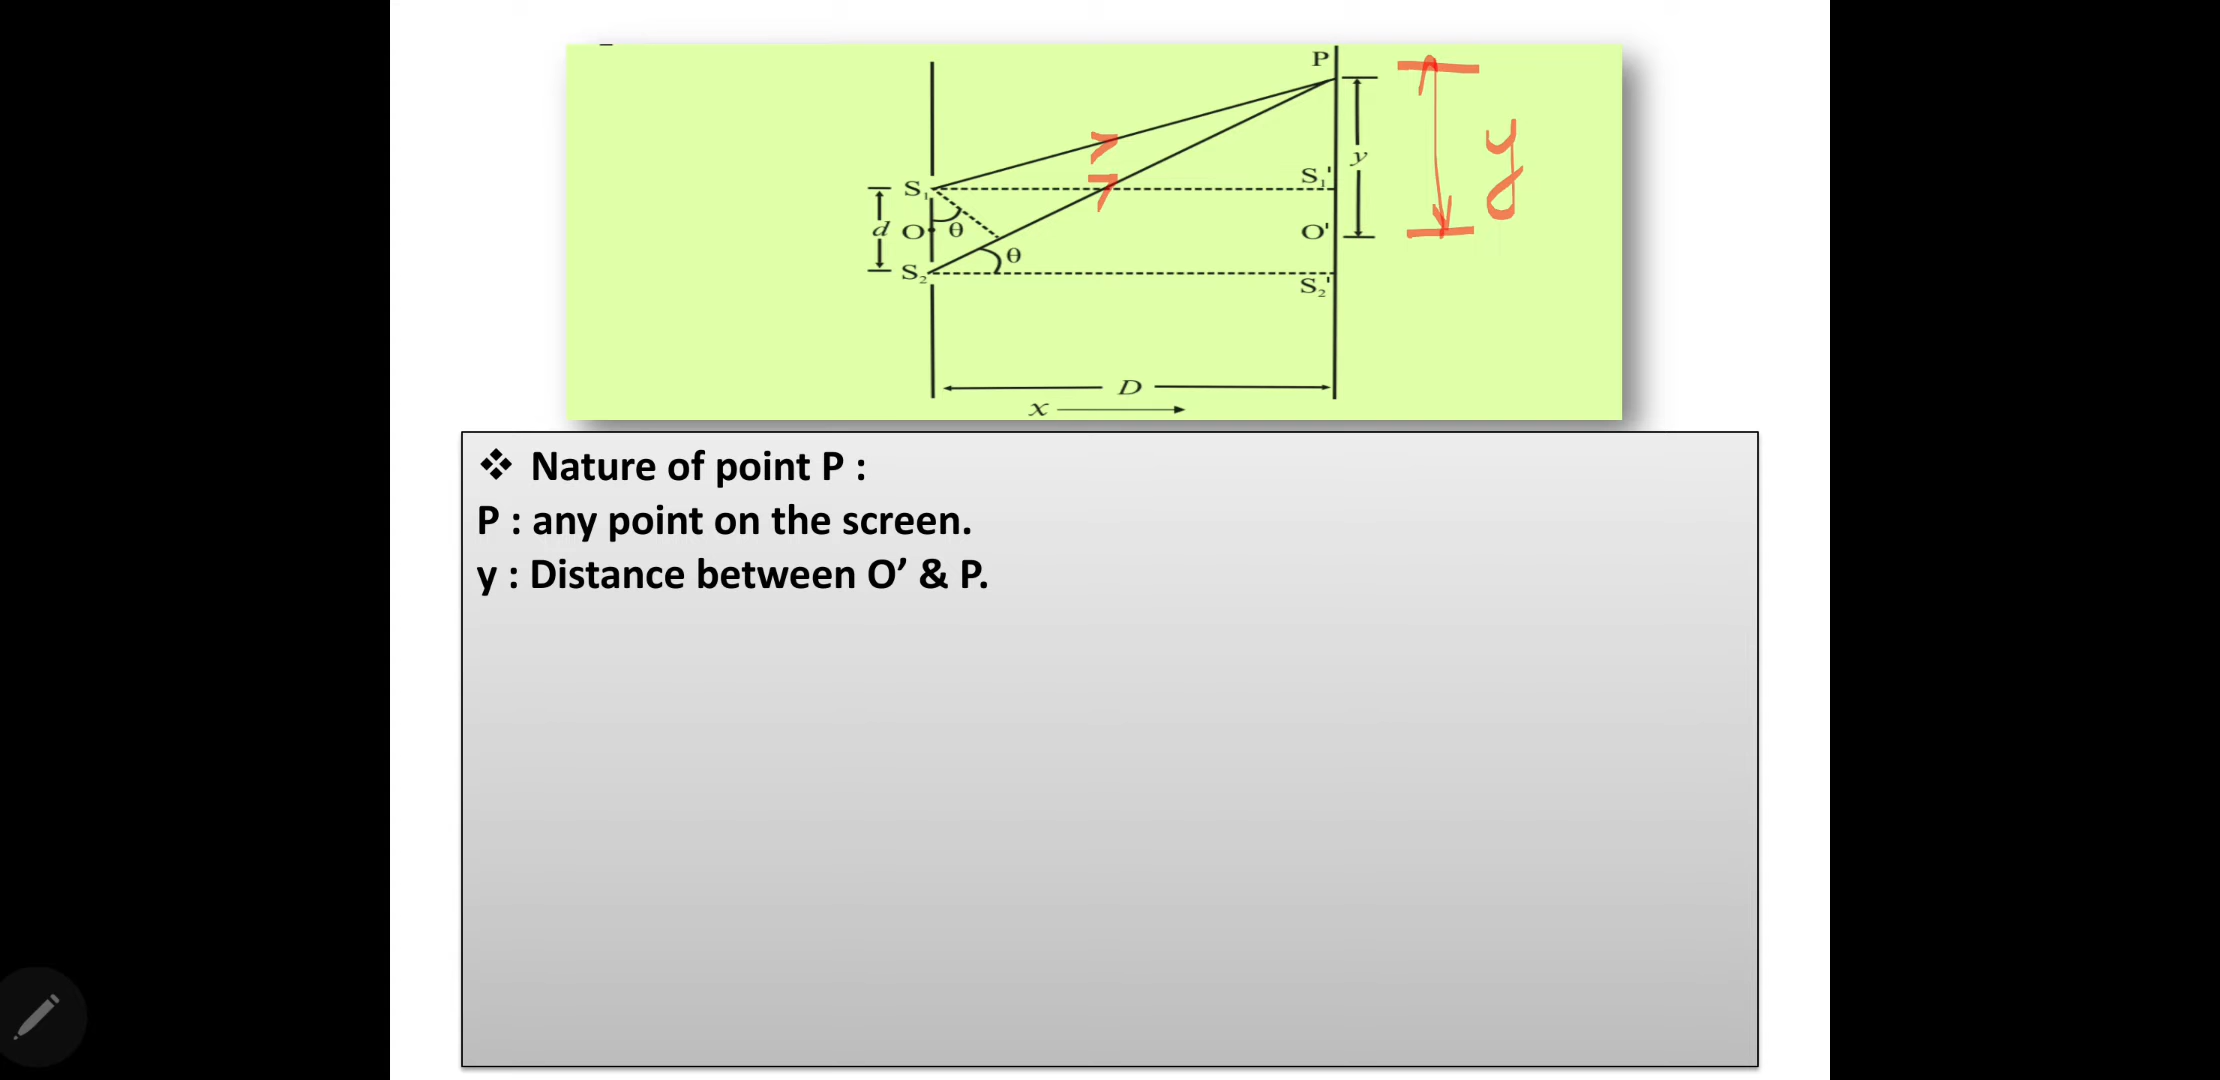 P
S₁
S₁'
y
y
d
O
θ
O'
θ
S₂
S₂'
D
x
❖ Nature of point P :
P : any point on the screen.
y : Distance between O’ & P.